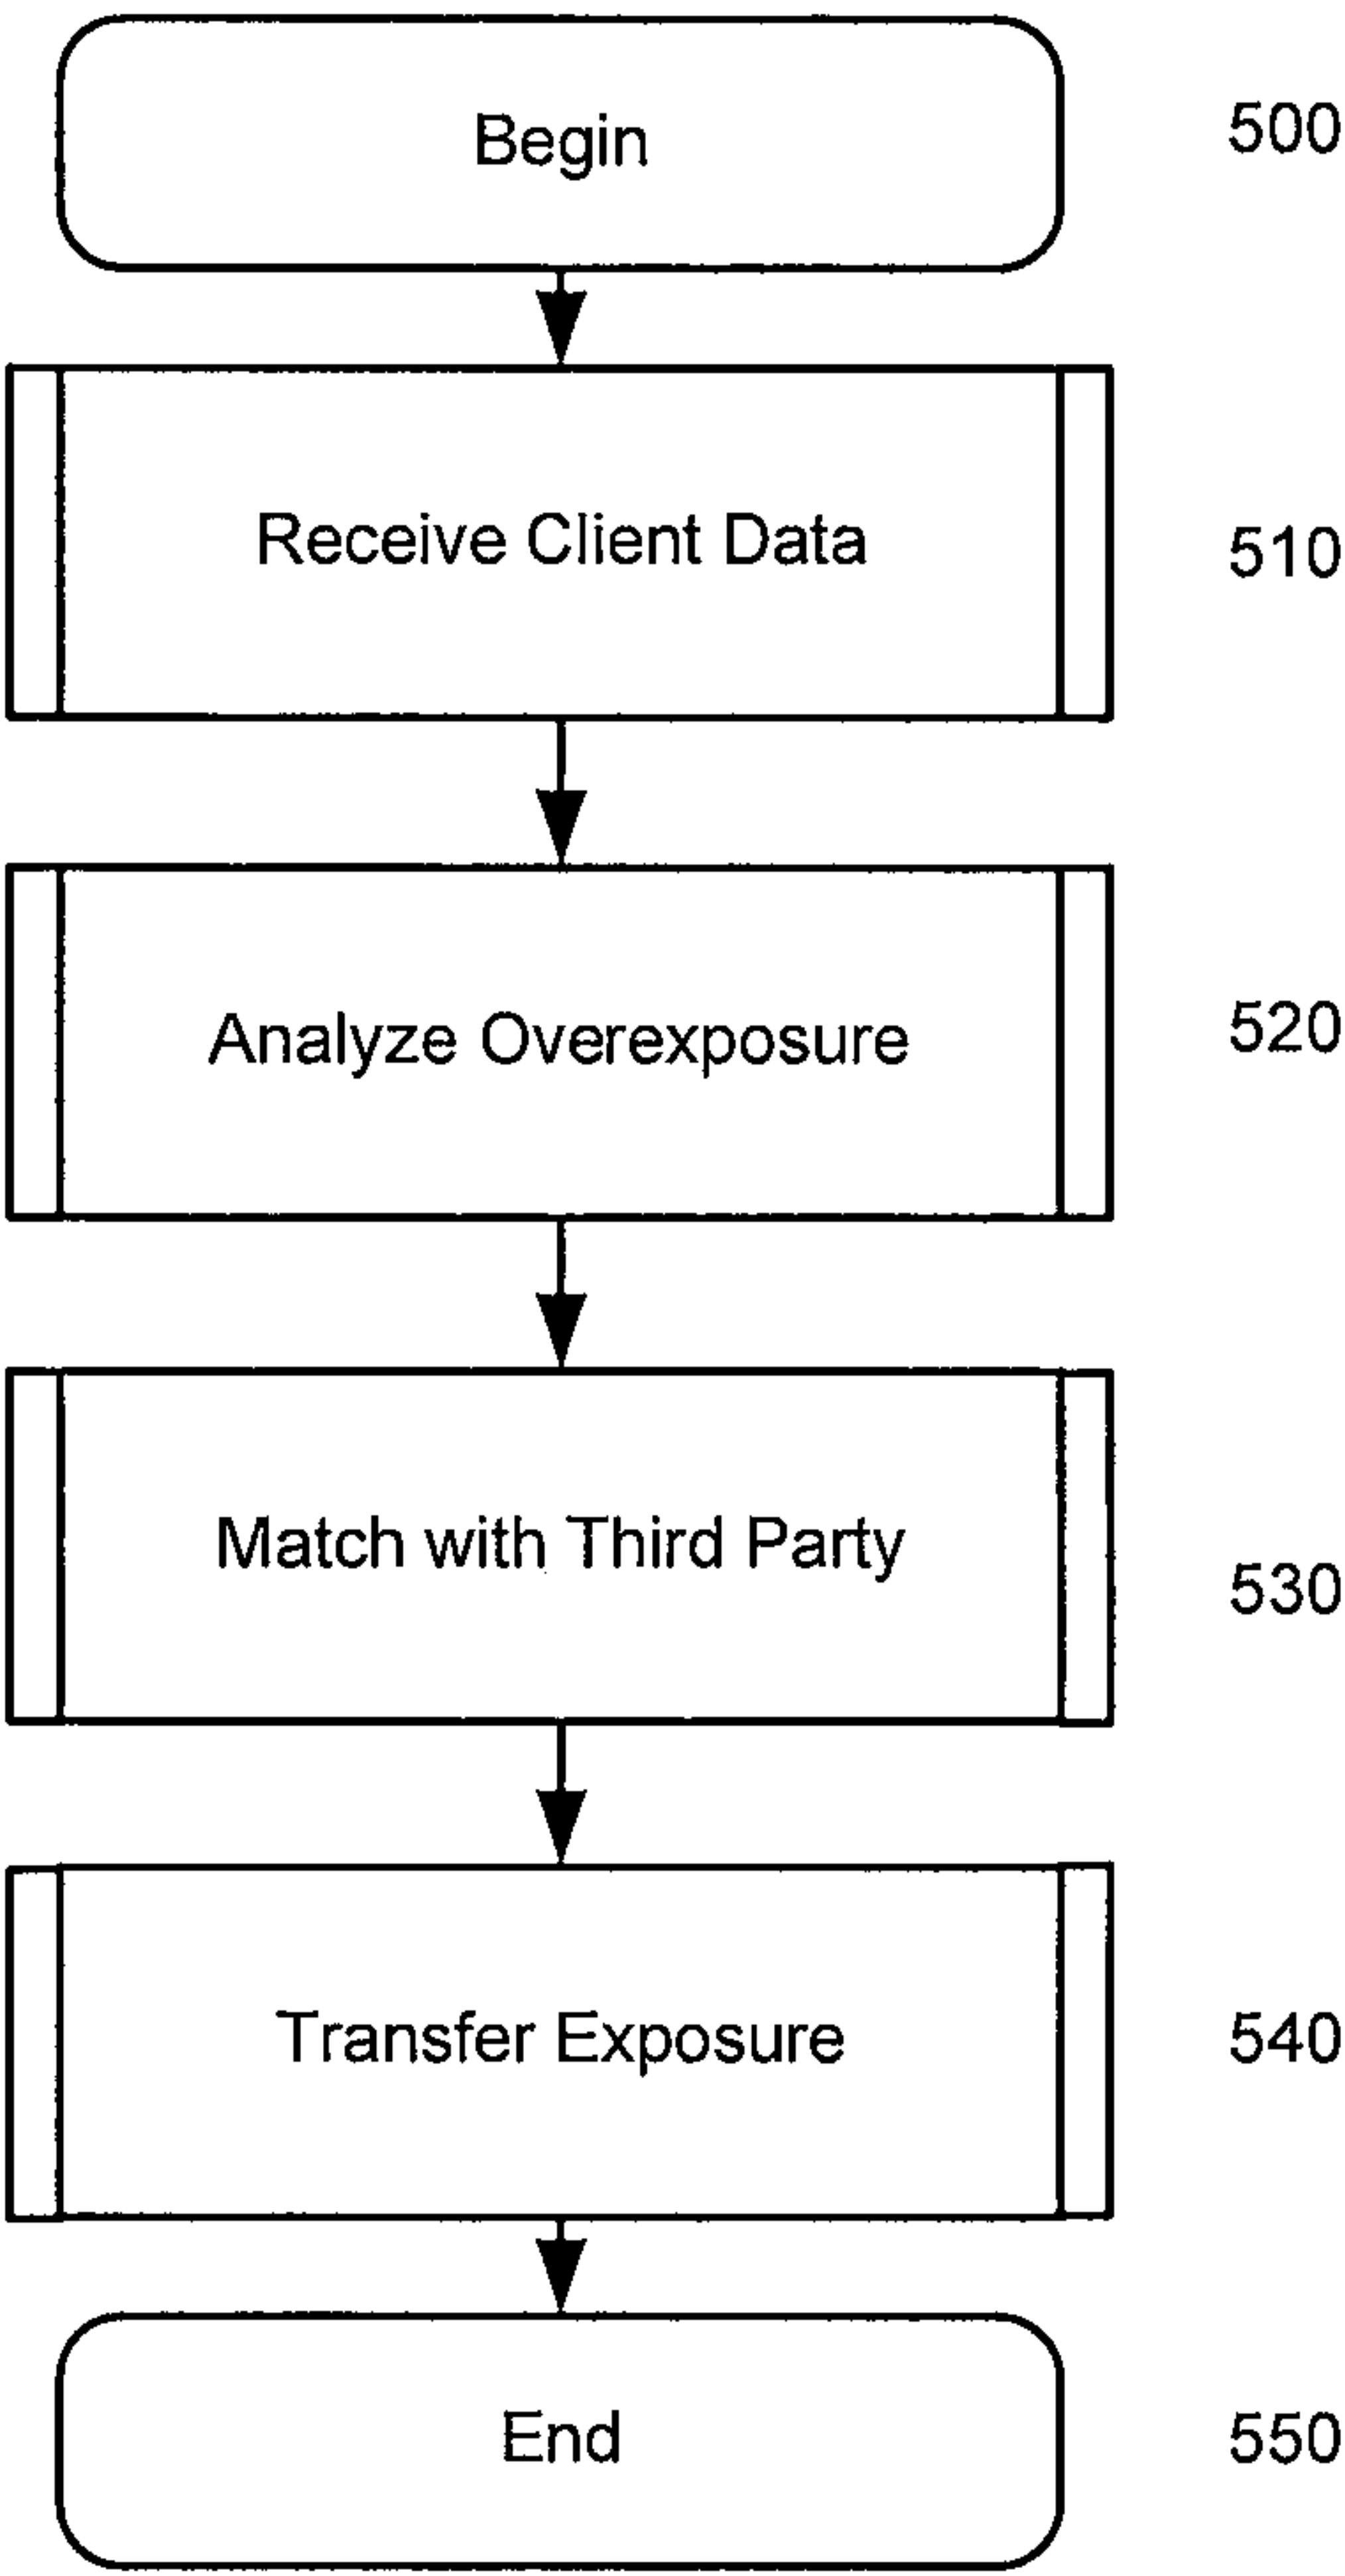 Begin
500
Receive Client Data
510
Analyze Overexposure
520
Match with Third Party
530
Transfer Exposure
540
End
550